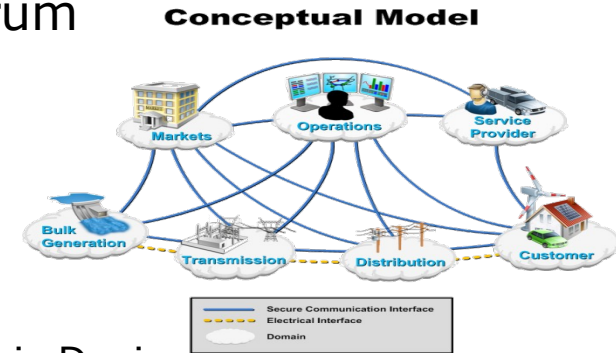 Conceptual Model
Markets
Operations
Service
Provider
Bulk
Generation
Transmission
Distribution
Customer
Secure Communication Interface
Electrical Interface
Domain